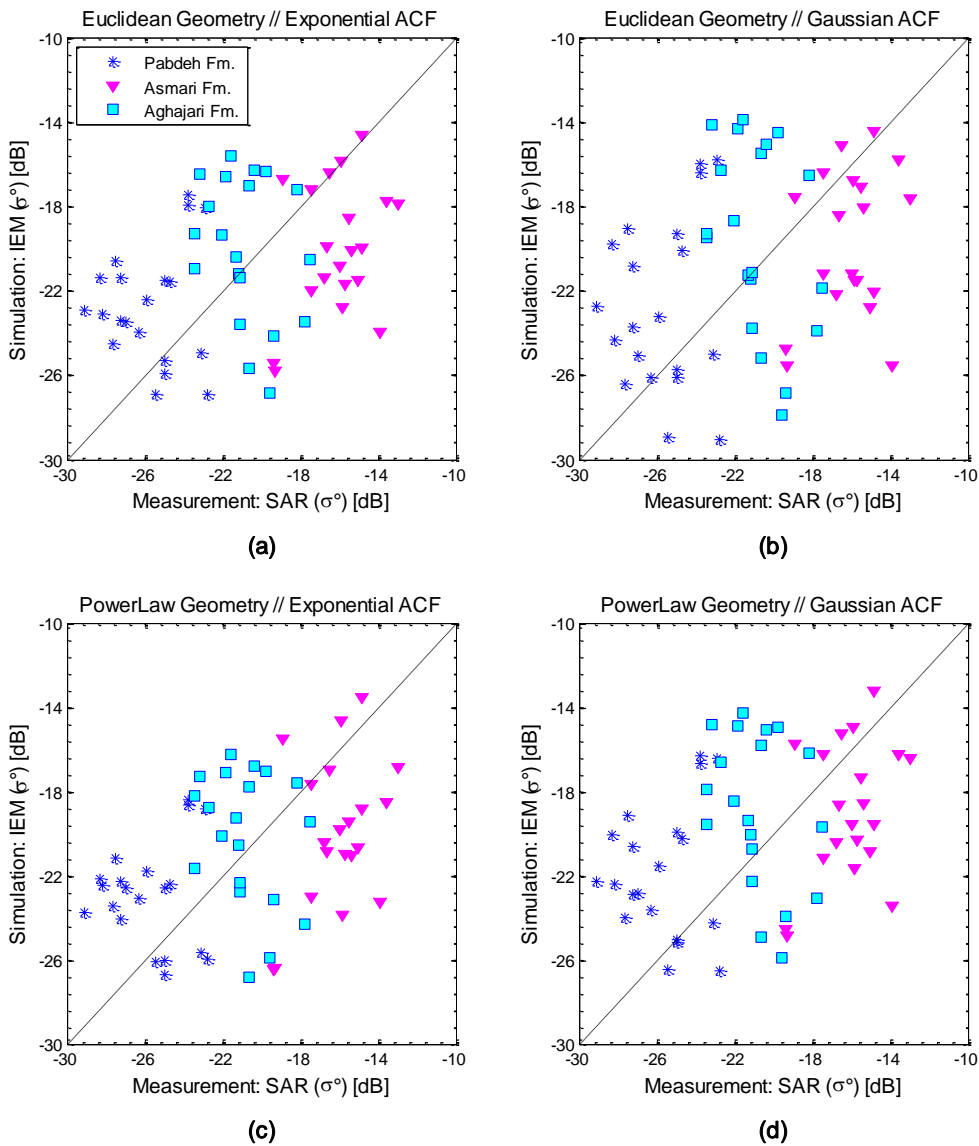 Euclidean Geometry // Exponential ACF
Euclidean Geometry // Gaussian ACF
-10
-14
-18
-22
-26
-30
Simulation: IEM (σ°) [dB]
Pabdeh Fm.
Asmari Fm.
Aghajari Fm.
-30 -26 -22 -18 -14 -10
Measurement: SAR (σ°) [dB]
(a)
-10
-14
-18
-22
-26
-30
Simulation: IEM (σ°) [dB]
-30 -26 -22 -18 -14 -10
Measurement: SAR (σ°) [dB]
(b)
PowerLaw Geometry // Exponential ACF
PowerLaw Geometry // Gaussian ACF
-10
-14
-18
-22
-26
-30
Simulation: IEM (σ°) [dB]
-30 -26 -22 -18 -14 -10
Measurement: SAR (σ°) [dB]
(c)
-10
-14
-18
-22
-26
-30
Simulation: IEM (σ°) [dB]
-30 -26 -22 -18 -14 -10
Measurement: SAR (σ°) [dB]
(d)